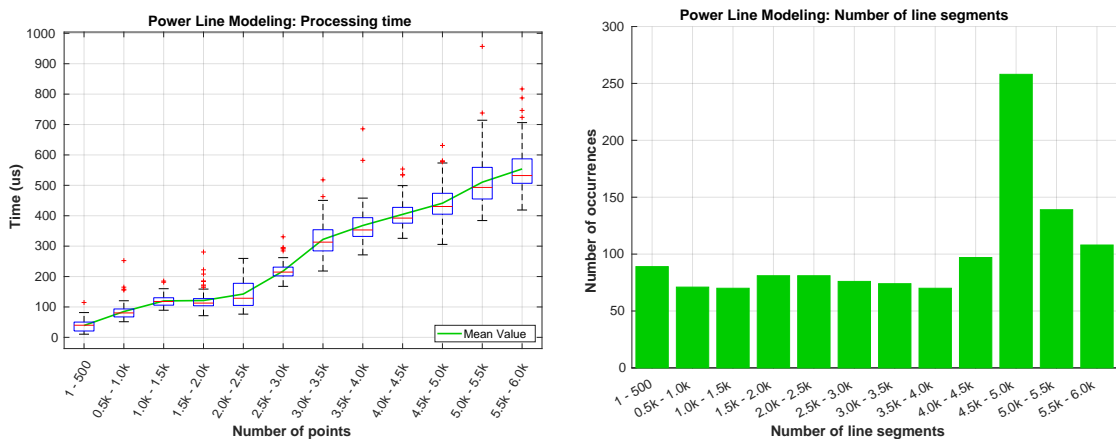 Power Line Modeling: Processing time
1000
900
800
700
600
500
400
300
200
100
0
Time (us)
Mean Value
1 - 500
0.5k - 1.0k
1.0k - 1.5k
1.5k - 2.0k
2.0k - 2.5k
2.5k - 3.0k
3.0k - 3.5k
3.5k - 4.0k
4.0k - 4.5k
4.5k - 5.0k
5.0k - 5.5k
5.5k - 6.0k
Number of points
Power Line Modeling: Number of line segments
300
250
200
150
100
50
0
Number of occurrences
1 - 500
0.5k - 1.0k
1.0k - 1.5k
1.5k - 2.0k
2.0k - 2.5k
2.5k - 3.0k
3.0k - 3.5k
3.5k - 4.0k
4.0k - 4.5k
4.5k - 5.0k
5.0k - 5.5k
5.5k - 6.0k
Number of line segments